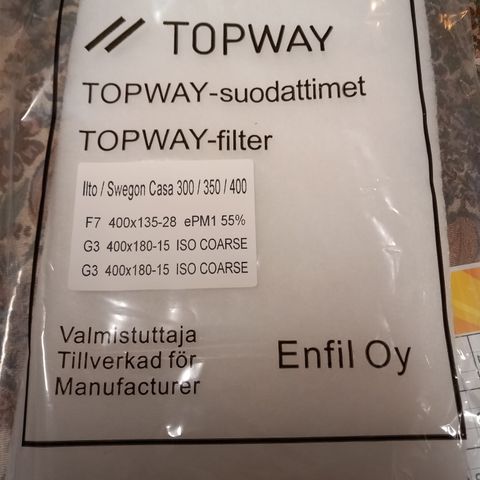 TOPWAY
TOPWAY-suodattimet
TOPWAY-filter
Ilto / Swegon Casa 300 / 350 / 400
F7 400x135-28 ePM1 55%
G3 400x180-15 ISO COARSE
G3 400x180-15 ISO COARSE
Valmistuttaja
Tillverkad för
Manufacturer
Enfil Oy